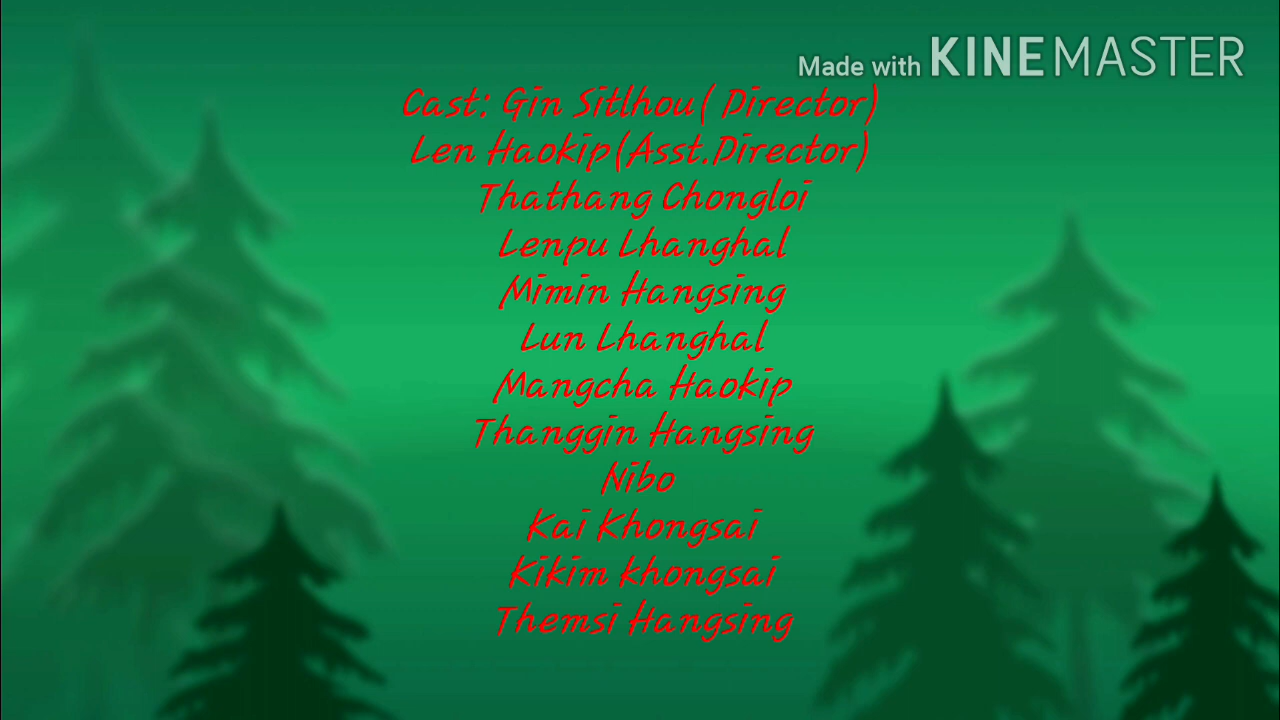 Made with KINEMASTER
Cast: Gin Sitlhou( Director)
Len Haokip(Asst.Director)
Thathang Chongloi
Lenpu Lhanghal
Mimin Hangsing
Lun Lhanghal
Mangcha Haokip
Thanggin Hangsing
Nibo
Kai Khongsai
Kikim khongsai
Themsi Hangsing